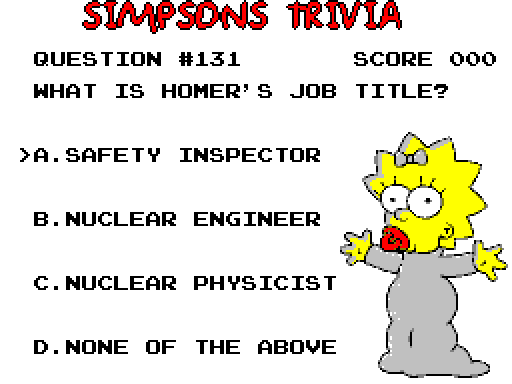 SIMPSONS TRIVIA
QUESTION #131 SCORE 000
WHAT IS HOMER'S JOB TITLE?
>A.SAFETY INSPECTOR
B.NUCLEAR ENGINEER
C.NUCLEAR PHYSICIST
D.NONE OF THE ABOVE